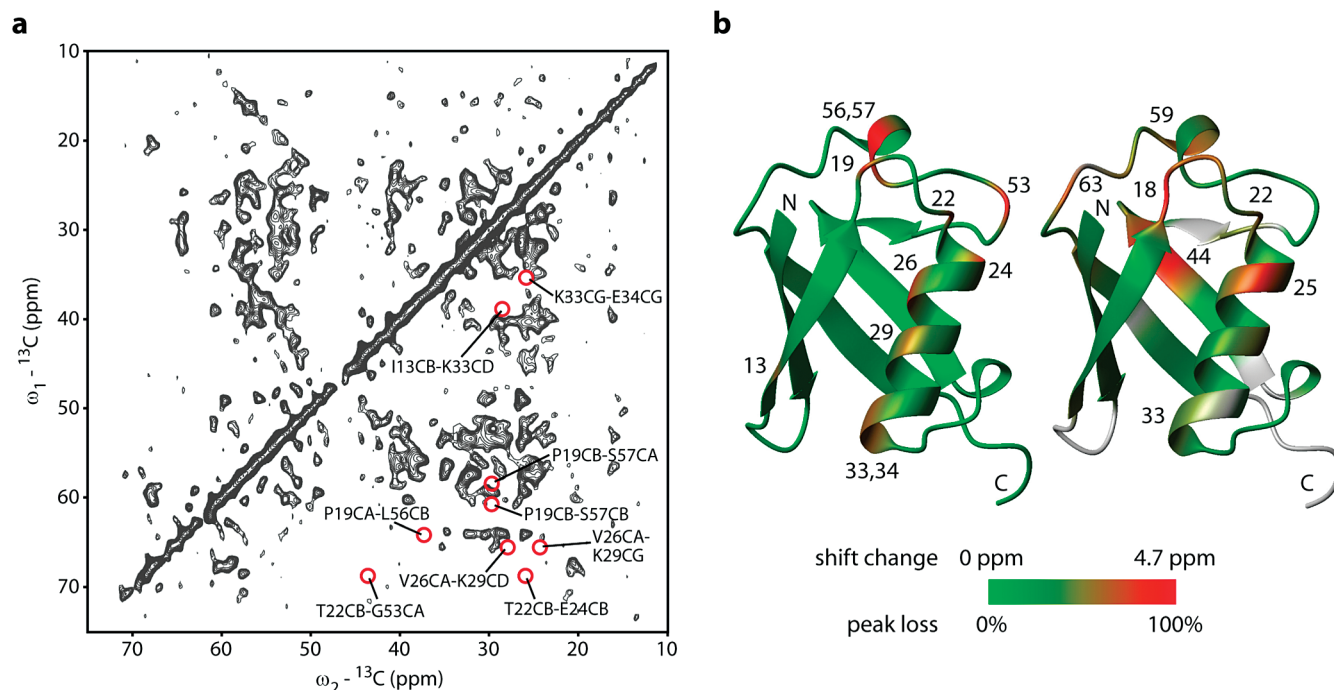 a
10
20
30
40
50
60
70
ω1 - 13C (ppm)
70
60
50
40
30
20
10
ω2 - 13C (ppm)
K33CG-E34CG
I13CB-K33CD
P19CB-S57CA
P19CA-L56CB
P19CB-S57CB
V26CA-
K29CG
V26CA-K29CD
T22CB-G53CA
T22CB-E24CB
b
56,57
19
53
N
22
26
24
29
13
33,34
C
59
63
18
N
22
44
25
33
C
shift change 0 ppm 4.7 ppm
peak loss 0% 100%